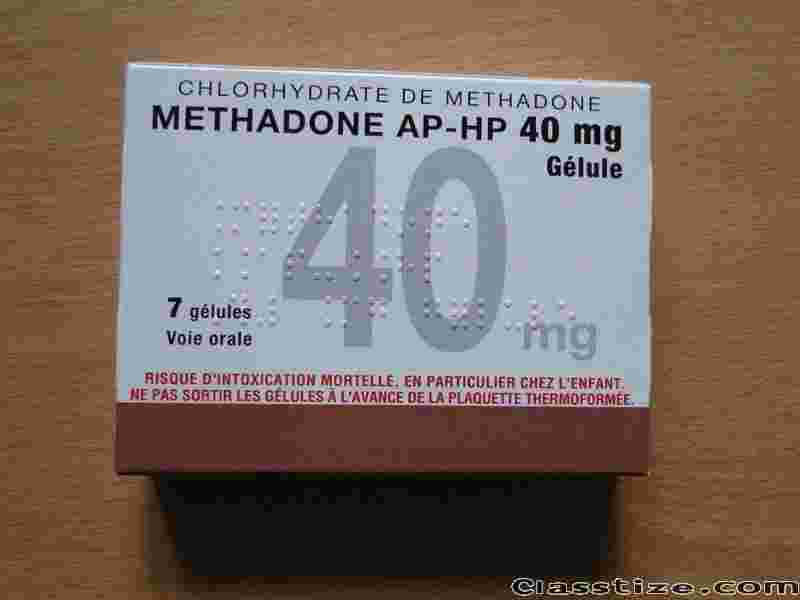 CHLORHYDRATE DE METHADONE
METHADONE AP-HP 40 mg
Gélule
40 mg
7 gélules
Voie orale
RISQUE D'INTOXICATION MORTELLE, EN PARTICULIER CHEZ L'ENFANT.
NE PAS SORTIR LES GÉLULES À L'AVANCE DE LA PLAQUETTE THERMOFORMÉE.
Classtize.com